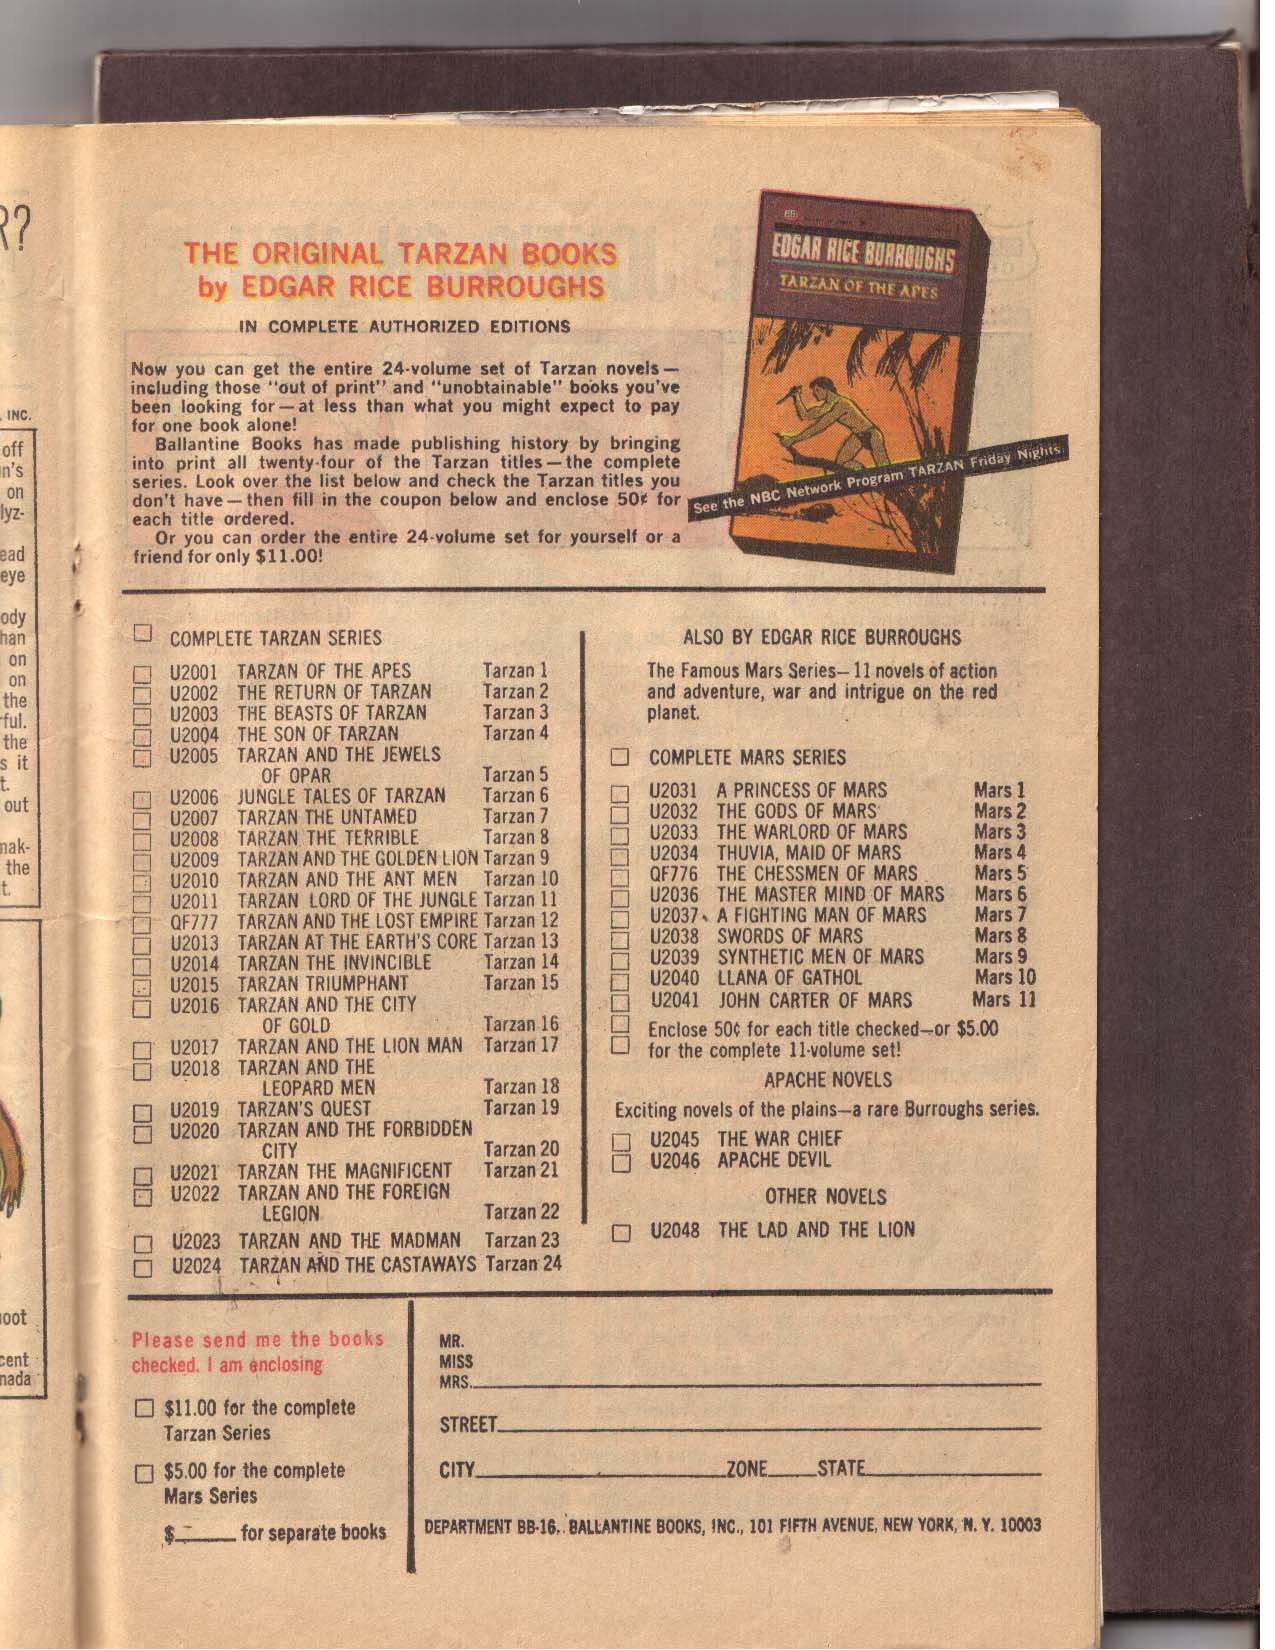 R?
, INC.
off
n's
on
lyz-
ead
eye
ody
han
on
on
the
rful.
the
s it
t.
out
nak-
the
t.
noot
cent
nada
THE ORIGINAL TARZAN BOOKS
by EDGAR RICE BURROUGHS
IN COMPLETE AUTHORIZED EDITIONS
Now you can get the entire 24-volume set of Tarzan novels—
including those "out of print" and "unobtainable" books you've
been looking for—at less than what you might expect to pay
for one book alone!
Ballantine Books has made publishing history by bringing
into print all twenty-four of the Tarzan titles—the complete
series. Look over the list below and check the Tarzan titles you
don't have—then fill in the coupon below and enclose 50¢ for
each title ordered.
Or you can order the entire 24-volume set for yourself or a
friend for only $11.00!
BB
EDGAR RICE BURROUGHS
TARZAN OF THE APES
See the NBC Network Program TARZAN Friday Nights.
COMPLETE TARZAN SERIES
U2001 TARZAN OF THE APES Tarzan 1
U2002 THE RETURN OF TARZAN Tarzan 2
U2003 THE BEASTS OF TARZAN Tarzan 3
U2004 THE SON OF TARZAN Tarzan 4
U2005 TARZAN AND THE JEWELS
OF OPAR Tarzan 5
U2006 JUNGLE TALES OF TARZAN Tarzan 6
U2007 TARZAN THE UNTAMED Tarzan 7
U2008 TARZAN THE TERRIBLE Tarzan 8
U2009 TARZAN AND THE GOLDEN LION Tarzan 9
U2010 TARZAN AND THE ANT MEN Tarzan 10
U2011 TARZAN LORD OF THE JUNGLE Tarzan 11
QF777 TARZAN AND THE LOST EMPIRE Tarzan 12
U2013 TARZAN AT THE EARTH'S CORE Tarzan 13
U2014 TARZAN THE INVINCIBLE Tarzan 14
U2015 TARZAN TRIUMPHANT Tarzan 15
U2016 TARZAN AND THE CITY
OF GOLD Tarzan 16
U2017 TARZAN AND THE LION MAN Tarzan 17
U2018 TARZAN AND THE
LEOPARD MEN Tarzan 18
U2019 TARZAN'S QUEST Tarzan 19
U2020 TARZAN AND THE FORBIDDEN
CITY Tarzan 20
U2021 TARZAN THE MAGNIFICENT Tarzan 21
U2022 TARZAN AND THE FOREIGN
LEGION Tarzan 22
U2023 TARZAN AND THE MADMAN Tarzan 23
U2024 TARZAN AND THE CASTAWAYS Tarzan 24
ALSO BY EDGAR RICE BURROUGHS
The Famous Mars Series—11 novels of action
and adventure, war and intrigue on the red
planet.
COMPLETE MARS SERIES
U2031 A PRINCESS OF MARS Mars 1
U2032 THE GODS OF MARS Mars 2
U2033 THE WARLORD OF MARS Mars 3
U2034 THUVIA, MAID OF MARS Mars 4
QF776 THE CHESSMEN OF MARS Mars 5
U2036 THE MASTER MIND OF MARS Mars 6
U2037 A FIGHTING MAN OF MARS Mars 7
U2038 SWORDS OF MARS Mars 8
U2039 SYNTHETIC MEN OF MARS Mars 9
U2040 LLANA OF GATHOL Mars 10
U2041 JOHN CARTER OF MARS Mars 11
Enclose 50¢ for each title checked—or $5.00
for the complete 11-volume set!
APACHE NOVELS
Exciting novels of the plains—a rare Burroughs series.
U2045 THE WAR CHIEF
U2046 APACHE DEVIL
OTHER NOVELS
U2048 THE LAD AND THE LION
Please send me the books
checked. I am enclosing
$11.00 for the complete
Tarzan Series
$5.00 for the complete
Mars Series
$______ for separate books
MR.
MISS
MRS.
STREET
CITY ZONE STATE
DEPARTMENT BB-16, BALLANTINE BOOKS, INC., 101 FIFTH AVENUE, NEW YORK, N. Y. 10003